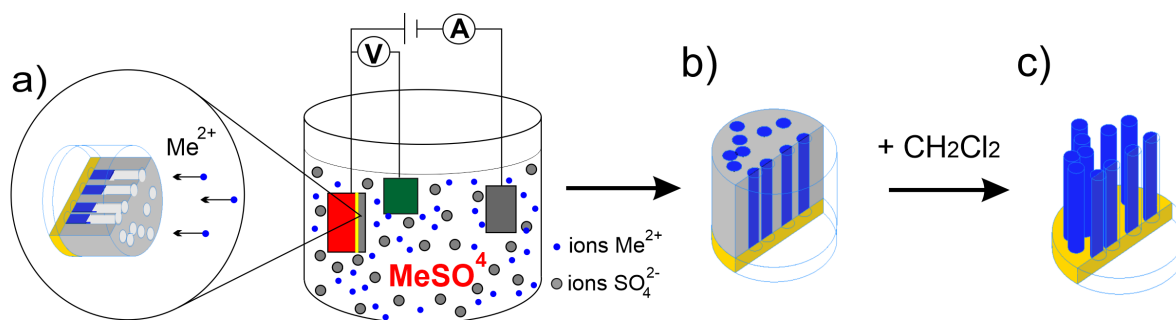 a)
Me²⁺
V
A
MeSO⁴
ions Me²⁺
ions SO₄²⁻
b)
+ CH2Cl2
c)